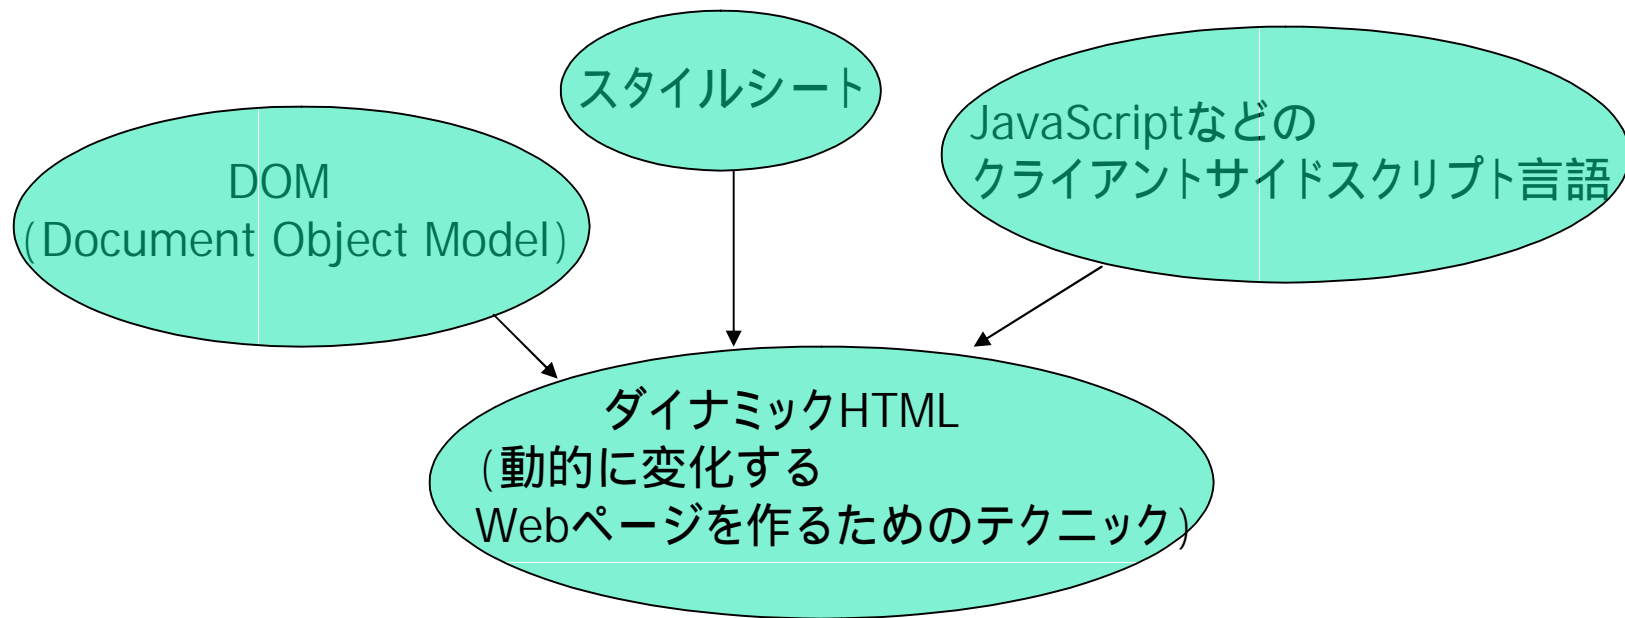 スタイルシート
DOM
(Document Object Model)
JavaScriptなどの
クライアントサイドスクリプト言語
ダイナミックHTML
(動的に変化する
Webページを作るためのテクニック)